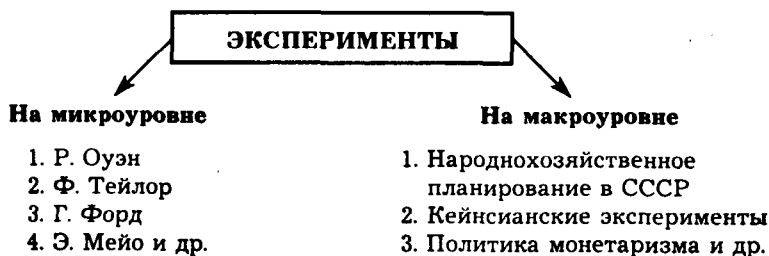 ЭКСПЕРИМЕНТЫ
На микроуровне
1. Р. Оуэн
2. Ф. Тейлор
3. Г. Форд
4. Э. Мейо и др.
На макроуровне
1. Народнохозяйственное
планирование в СССР
2. Кейнсианские эксперименты
3. Политика монетаризма и др.